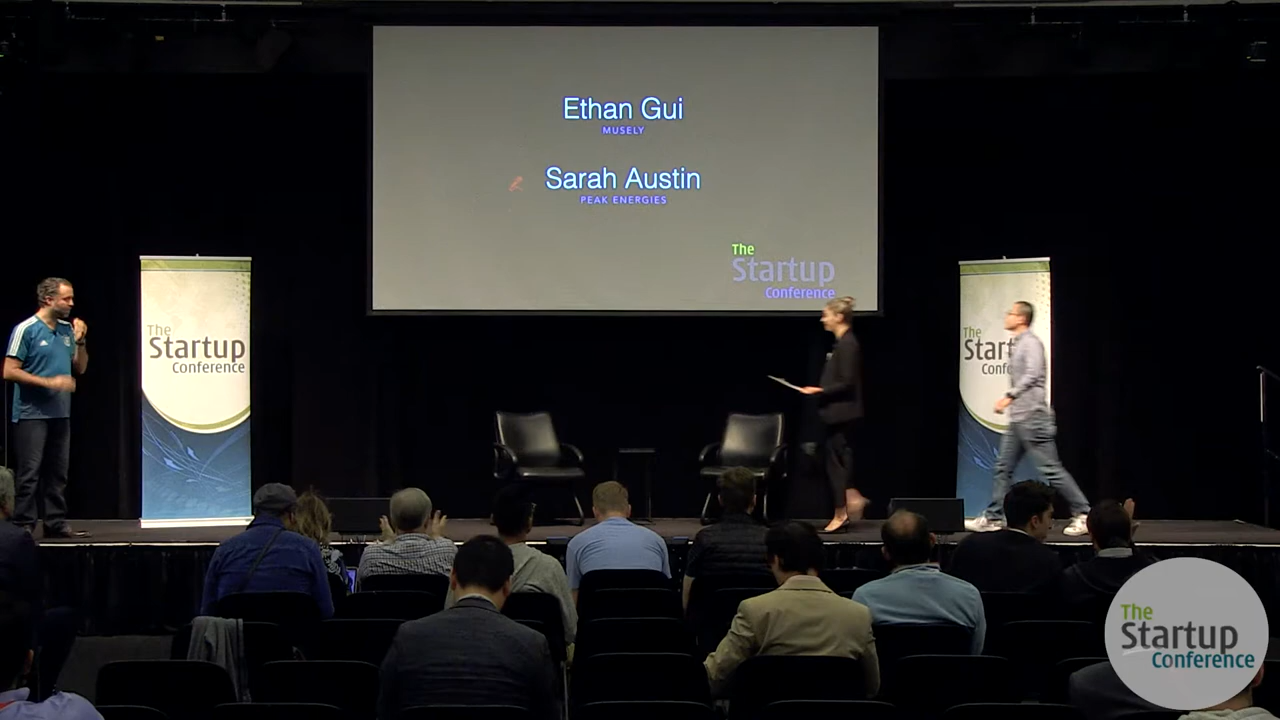 Ethan Gui
MUSELY
Sarah Austin
PEAK ENERGIES
The
Startup
Conference
The
Startup
Conference
The
Start
Conf
The
Startup
Conference